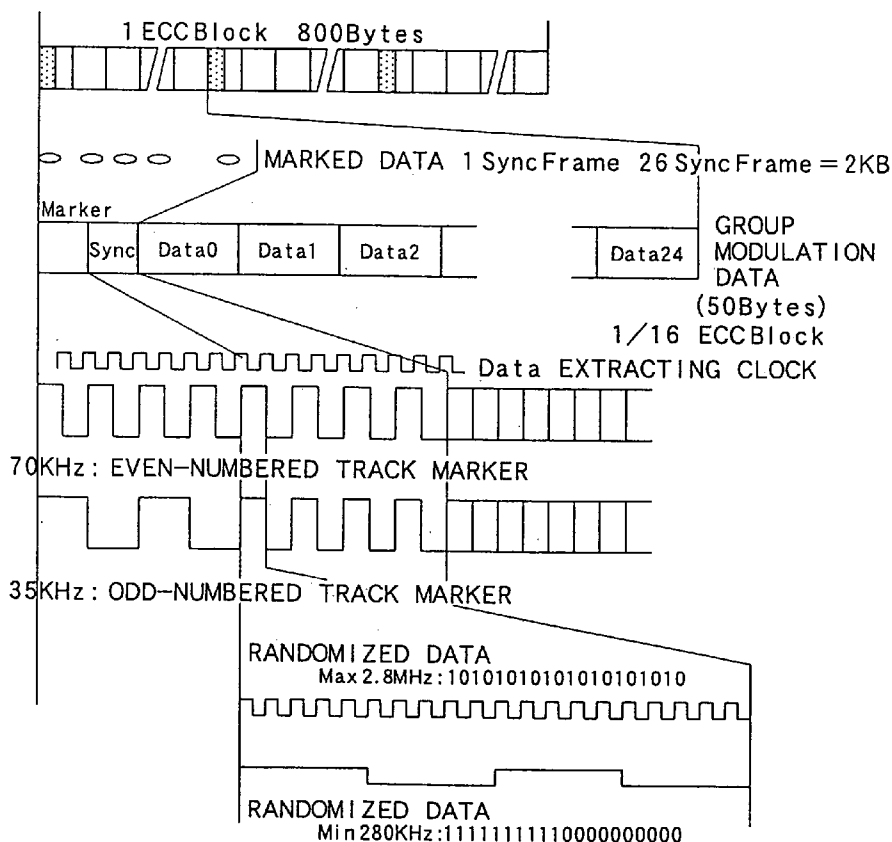 1 ECCBlock 800Bytes
MARKED DATA 1 SyncFrame 26 SyncFrame = 2KB
Marker
Sync Data0 Data1 Data2 Data24
GROUP
MODULATION
DATA
(50Bytes)
1/16 ECCBlock
Data EXTRACTING CLOCK
70KHz: EVEN-NUMBERED TRACK MARKER
35KHz: ODD-NUMBERED TRACK MARKER
RANDOMIZED DATA
Max 2.8MHz:10101010101010101010
RANDOMIZED DATA
Min 280KHz:11111111110000000000